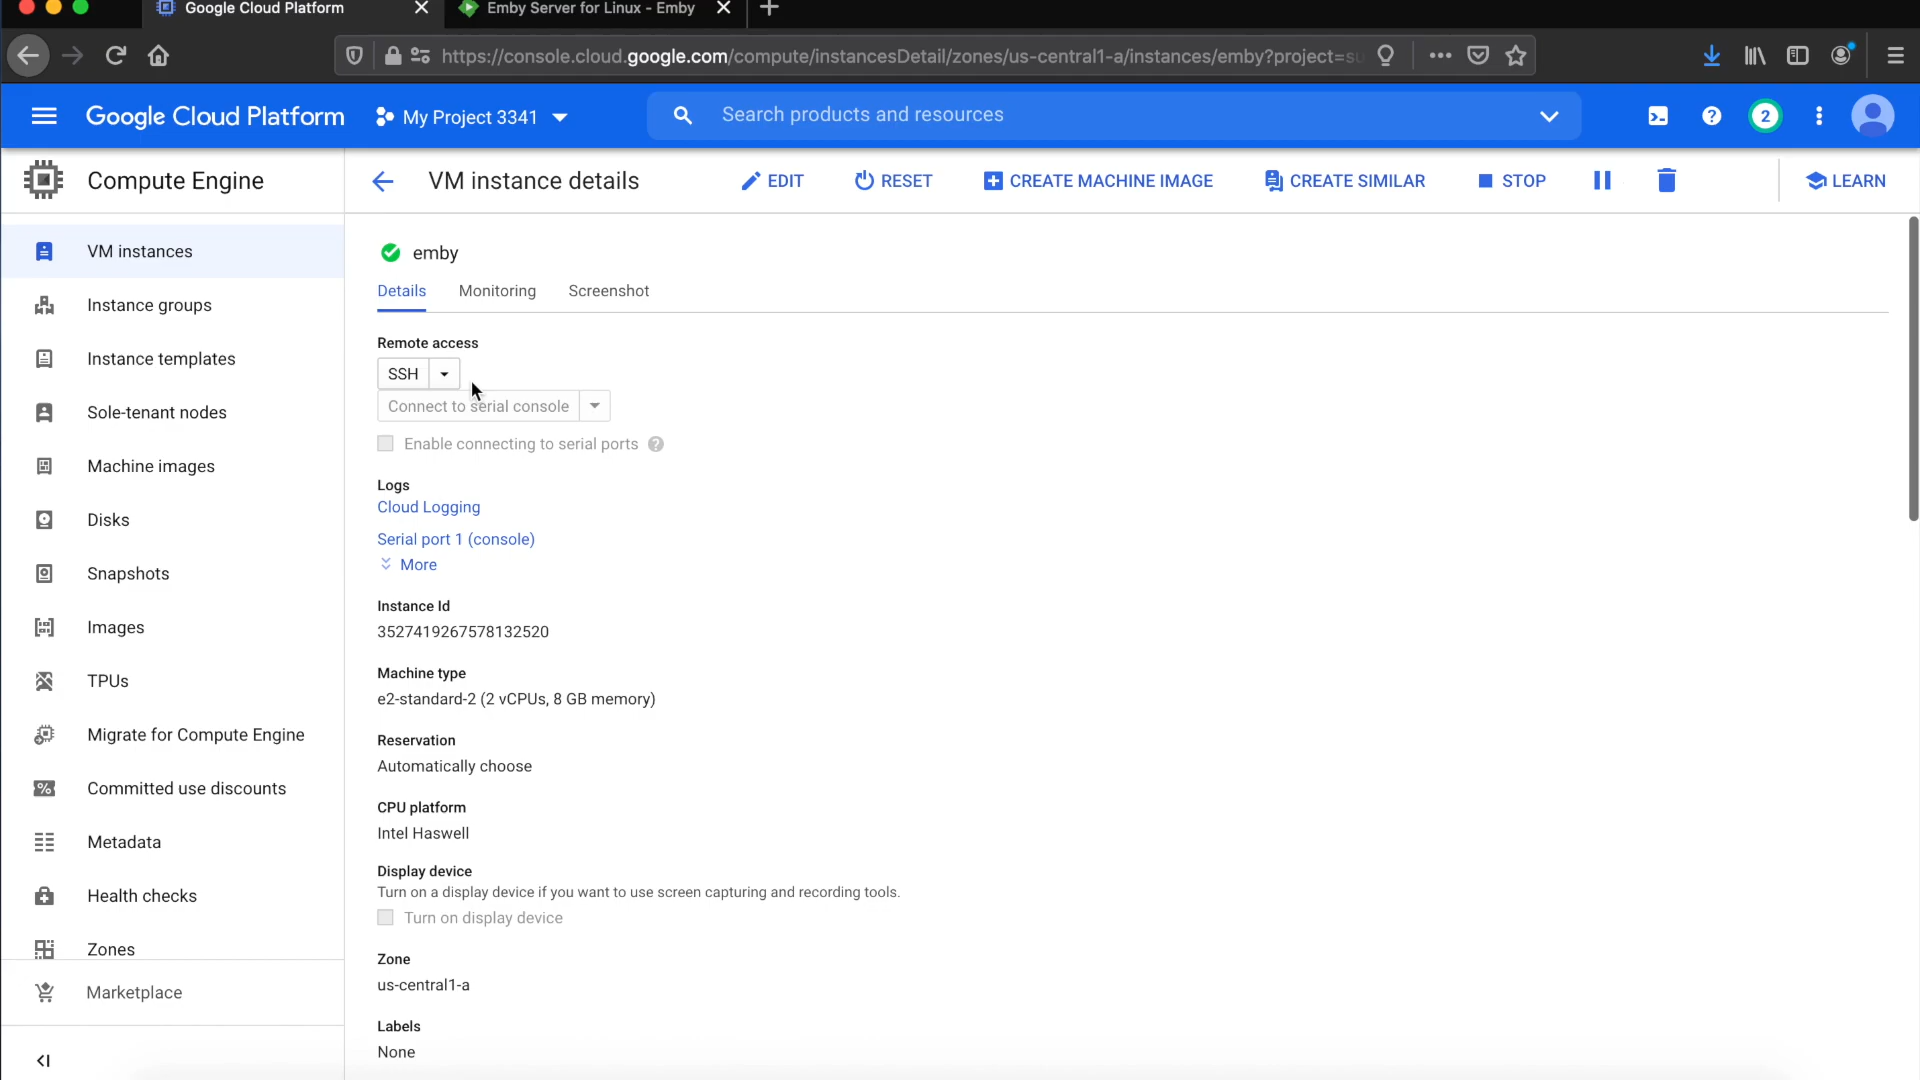 Google Cloud Platform
Emby Server for Linux - Emby
https://console.cloud.google.com/compute/instancesDetail/zones/us-central1-a/instances/emby?project=su
Google Cloud Platform
My Project 3341
Search products and resources
2
Compute Engine
VM instance details
EDIT
RESET
CREATE MACHINE IMAGE
CREATE SIMILAR
STOP
LEARN
VM instances
Instance groups
Instance templates
Sole-tenant nodes
Machine images
Disks
Snapshots
Images
TPUs
Migrate for Compute Engine
Committed use discounts
Metadata
Health checks
Zones
Marketplace
emby
Details Monitoring Screenshot
Remote access
SSH
Connect to serial console
Enable connecting to serial ports
Logs
Cloud Logging
Serial port 1 (console)
More
Instance Id
3527419267578132520
Machine type
e2-standard-2 (2 vCPUs, 8 GB memory)
Reservation
Automatically choose
CPU platform
Intel Haswell
Display device
Turn on a display device if you want to use screen capturing and recording tools.
Turn on display device
Zone
us-central1-a
Labels
None